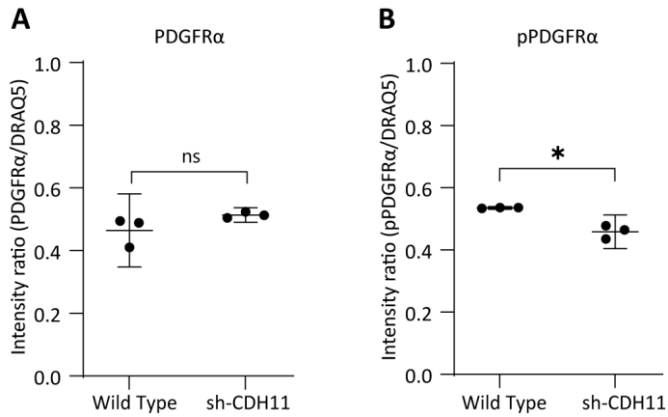 A
PDGFRα
Intensity ratio (PDGFRα/DRAQ5)
1.0
0.8
0.6
0.4
0.2
0.0
ns
Wild Type
sh-CDH11
B
pPDGFRα
Intensity ratio (pPDGFRα/DRAQ5)
1.0
0.8
0.6
0.4
0.2
0.0
*
Wild Type
sh-CDH11